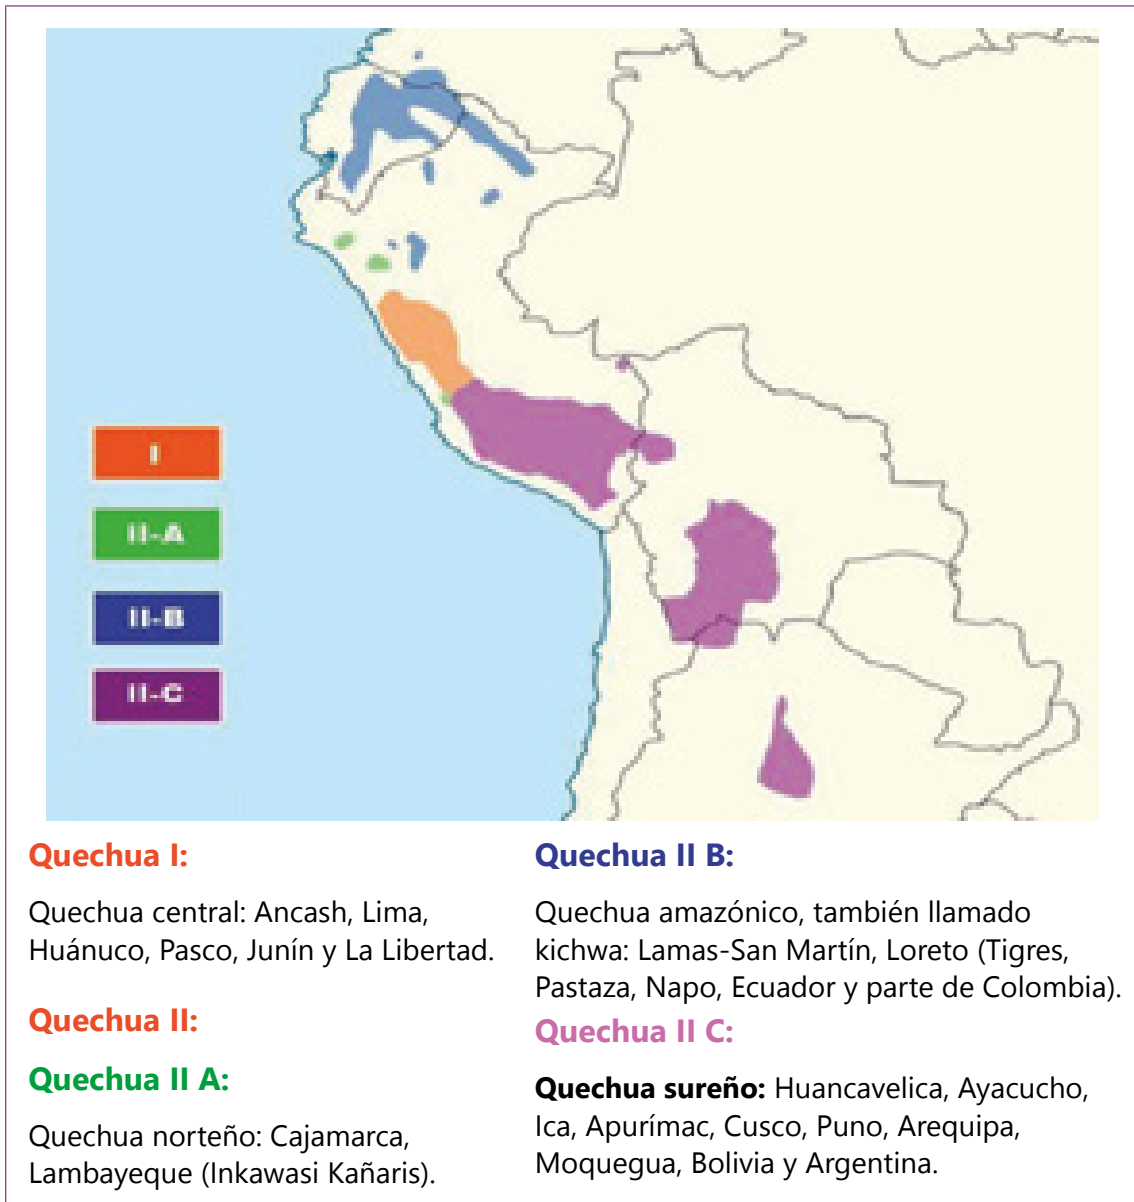 I
II-A
II-B
II-C
Quechua I:
Quechua central: Ancash, Lima,
Huánuco, Pasco, Junín y La Libertad.
Quechua II:
Quechua II A:
Quechua norteño: Cajamarca,
Lambayeque (Inkawasi Kañaris).
Quechua II B:
Quechua amazónico, también llamado
kichwa: Lamas-San Martín, Loreto (Tigres,
Pastaza, Napo, Ecuador y parte de Colombia).
Quechua II C:
Quechua sureño: Huancavelica, Ayacucho,
Ica, Apurímac, Cusco, Puno, Arequipa,
Moquegua, Bolivia y Argentina.